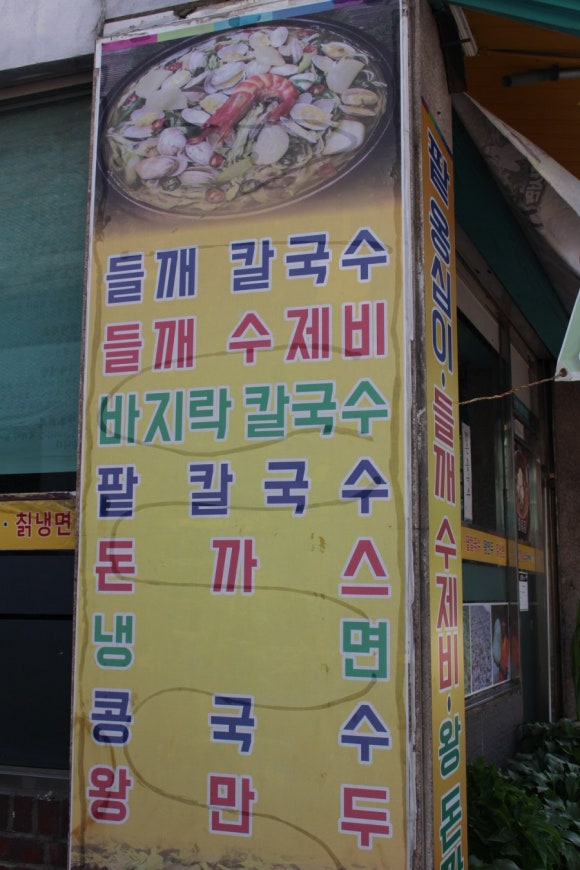 들깨 칼국수
들깨 수제비
바지락 칼국수
팥 칼국수
돈까스
냉면
콩국수
왕만두
팥옹심이·들깨 수제비·왕돈까
·칡냉면